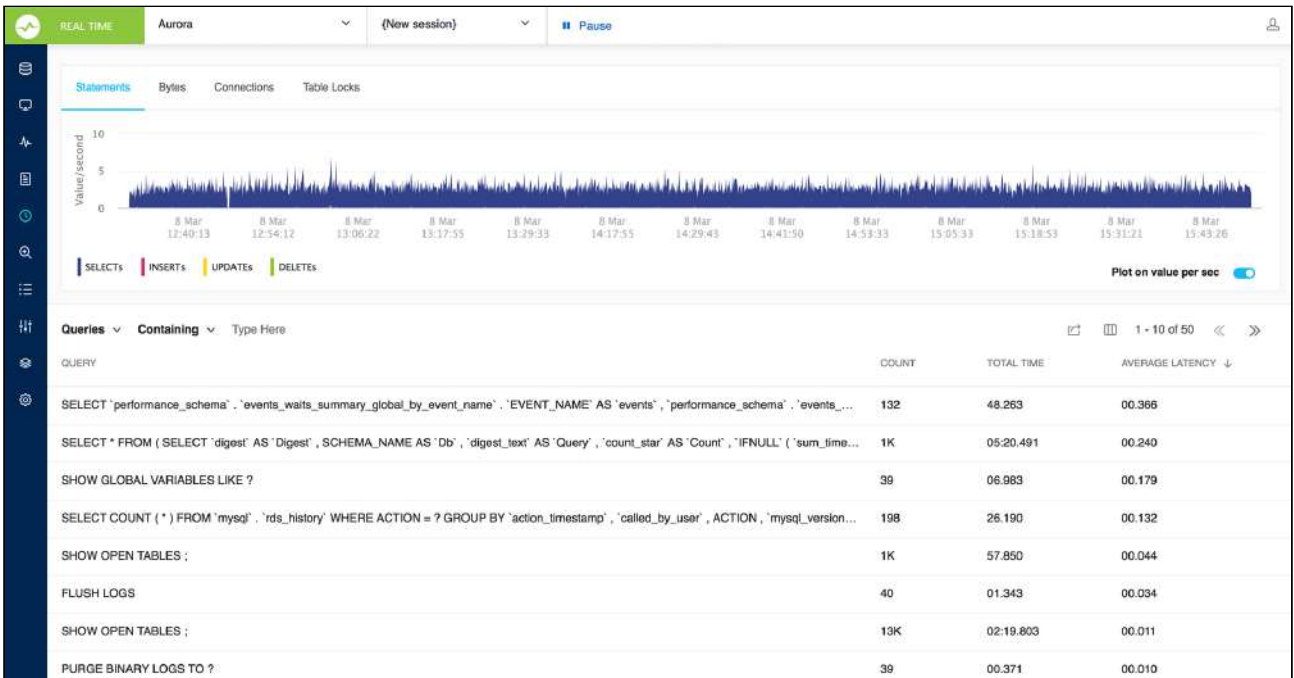 REAL TIME Aurora {New session} Pause
Statements Bytes Connections Table Locks
Value/second
10
5
0
8 Mar 8 Mar 8 Mar 8 Mar 8 Mar 8 Mar 8 Mar 8 Mar 8 Mar 8 Mar 8 Mar 8 Mar 8 Mar
12:40:13 12:54:12 13:06:22 13:17:55 13:29:33 14:17:55 14:29:43 14:41:50 14:53:33 15:05:33 15:18:53 15:31:21 15:43:26
SELECTs INSERTs UPDATEs DELETEs
Plot on value per sec
Queries Containing Type Here 1 - 10 of 50
QUERY COUNT TOTAL TIME AVERAGE LATENCY
SELECT `performance_schema` . `events_waits_summary_global_by_event_name` . `EVENT_NAME` AS `events` , `performance_schema` . `events_... 132 48.263 00.366
SELECT * FROM ( SELECT `digest` AS `Digest` , SCHEMA_NAME AS `Db` , `digest_text` AS `Query` , `count_star` AS `Count` , `IFNULL` ( `sum_time... 1K 05:20.491 00.240
SHOW GLOBAL VARIABLES LIKE ? 39 06.983 00.179
SELECT COUNT ( * ) FROM `mysql` . `rds_history` WHERE ACTION = ? GROUP BY `action_timestamp` , `called_by_user` , ACTION , `mysql_version... 198 26.190 00.132
SHOW OPEN TABLES ; 1K 57.850 00.044
FLUSH LOGS 40 01.343 00.034
SHOW OPEN TABLES ; 13K 02:19.803 00.011
PURGE BINARY LOGS TO ? 39 00.371 00.010